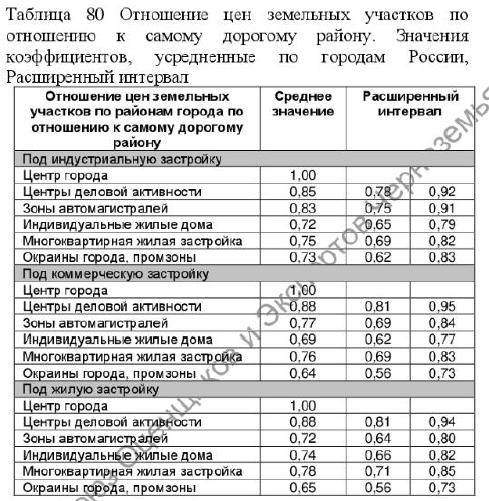 Таблица 80 Отношение цен земельных участков по
отношению к самому дорогому району. Значения
коэффициентов, усредненные по городам России,
Расширенный интервал
Отношение цен земельных участков по районам города по отношению к самому дорогому району Среднее значение Расширенный интервал
Под индустриальную застройку
Центр города 1,00
Центры деловой активности 0,85 0,78 0,92
Зоны автомагистралей 0,83 0,75 0,91
Индивидуальные жилые дома 0,72 0,65 0,79
Многоквартирная жилая застройка 0,75 0,69 0,82
Окраины города, промзоны 0,73 0,62 0,83
Под коммерческую застройку
Центр города 1,00
Центры деловой активности 0,88 0,81 0,95
Зоны автомагистралей 0,77 0,69 0,84
Индивидуальные жилые дома 0,69 0,62 0,77
Многоквартирная жилая застройка 0,76 0,69 0,83
Окраины города, промзоны 0,64 0,56 0,73
Под жилую застройку
Центр города 1,00
Центры деловой активности 0,88 0,81 0,94
Зоны автомагистралей 0,72 0,64 0,80
Индивидуальные жилые дома 0,74 0,66 0,82
Многоквартирная жилая застройка 0,78 0,71 0,85
Окраины города, промзоны 0,65 0,56 0,73
Оценщиков и Экспертов Черноземья